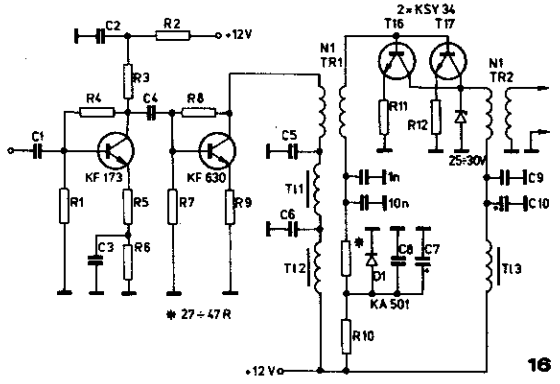 2× KSY 34
C2
R2
+12V
T16
T17
R3
N1
TR1
N1
TR2
R4
C4
R8
R11
R12
C1
C5
25÷30V
KF 173
KF 630
1n
C9
Tl1
10n
C10
R1
R5
R7
R9
C6
*
C8
C7
C3
R6
Tl2
D1
Tl3
KA 501
* 27÷47R
R10
+12V
16